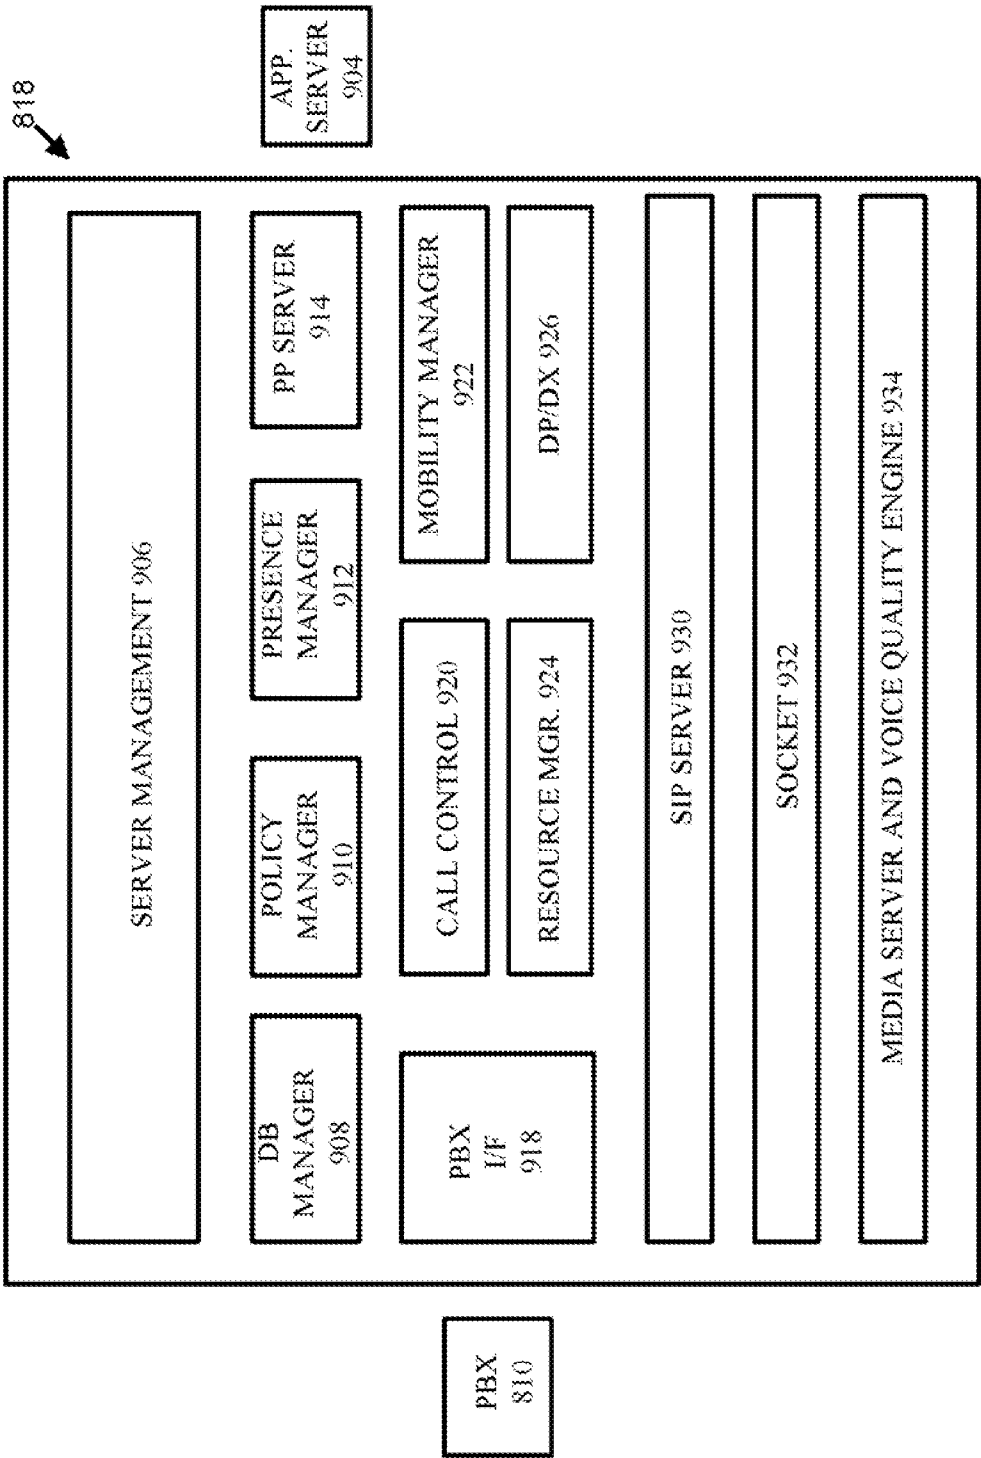 818
SERVER MANAGEMENT 906
DB
MANAGER
908
POLICY
MANAGER
910
PRESENCE
MANAGER
912
PP SERVER
914
APP.
SERVER
904
PBX
810
PBX
I/F
918
CALL CONTROL 920
MOBILITY MANAGER
922
RESOURCE MGR. 924
DP/DX 926
SIP SERVER 930
SOCKET 932
MEDIA SERVER AND VOICE QUALITY ENGINE 934